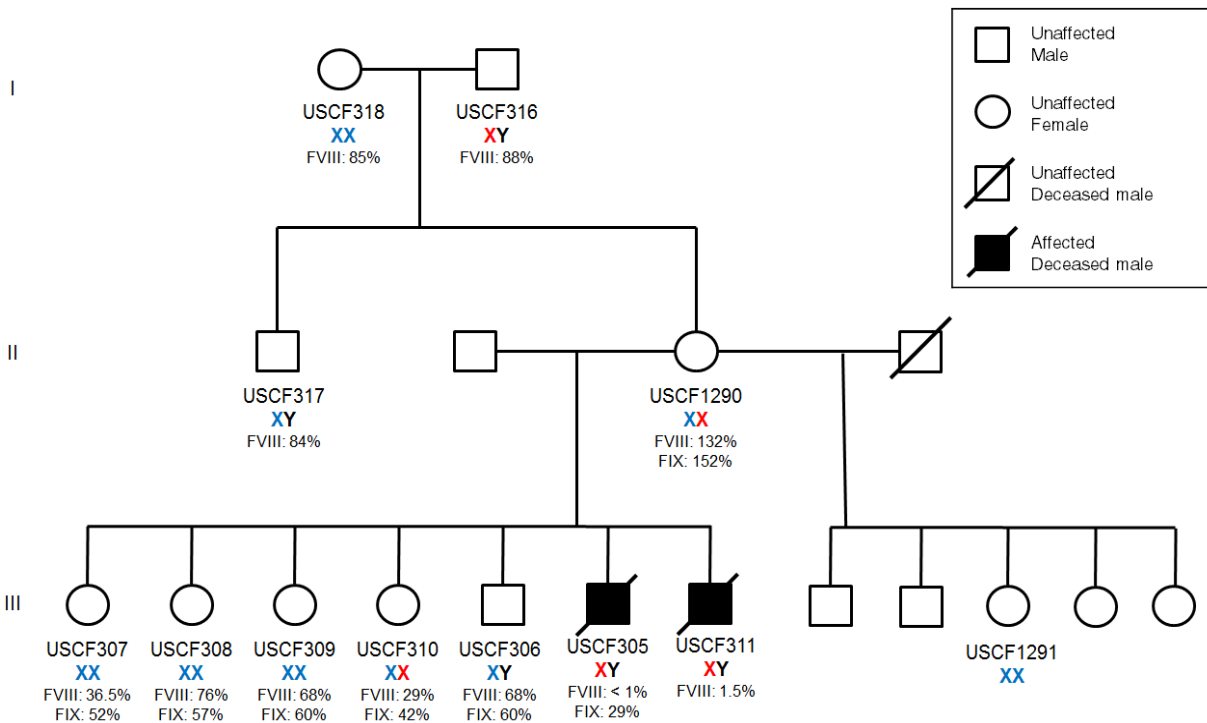 I
USCF318
XX
FVIII: 85%
USCF316
XY
FVIII: 88%
Unaffected
Male
Unaffected
Female
Unaffected
Deceased male
Affected
Deceased male
II
USCF317
XY
FVIII: 84%
USCF1290
XX
FVIII: 132%
FIX: 152%
III
USCF307
XX
FVIII: 36.5%
FIX: 52%
USCF308
XX
FVIII: 76%
FIX: 57%
USCF309
XX
FVIII: 68%
FIX: 60%
USCF310
XX
FVIII: 29%
FIX: 42%
USCF306
XY
FVIII: 68%
FIX: 60%
USCF305
XY
FVIII: < 1%
FIX: 29%
USCF311
XY
FVIII: 1.5%
USCF1291
XX